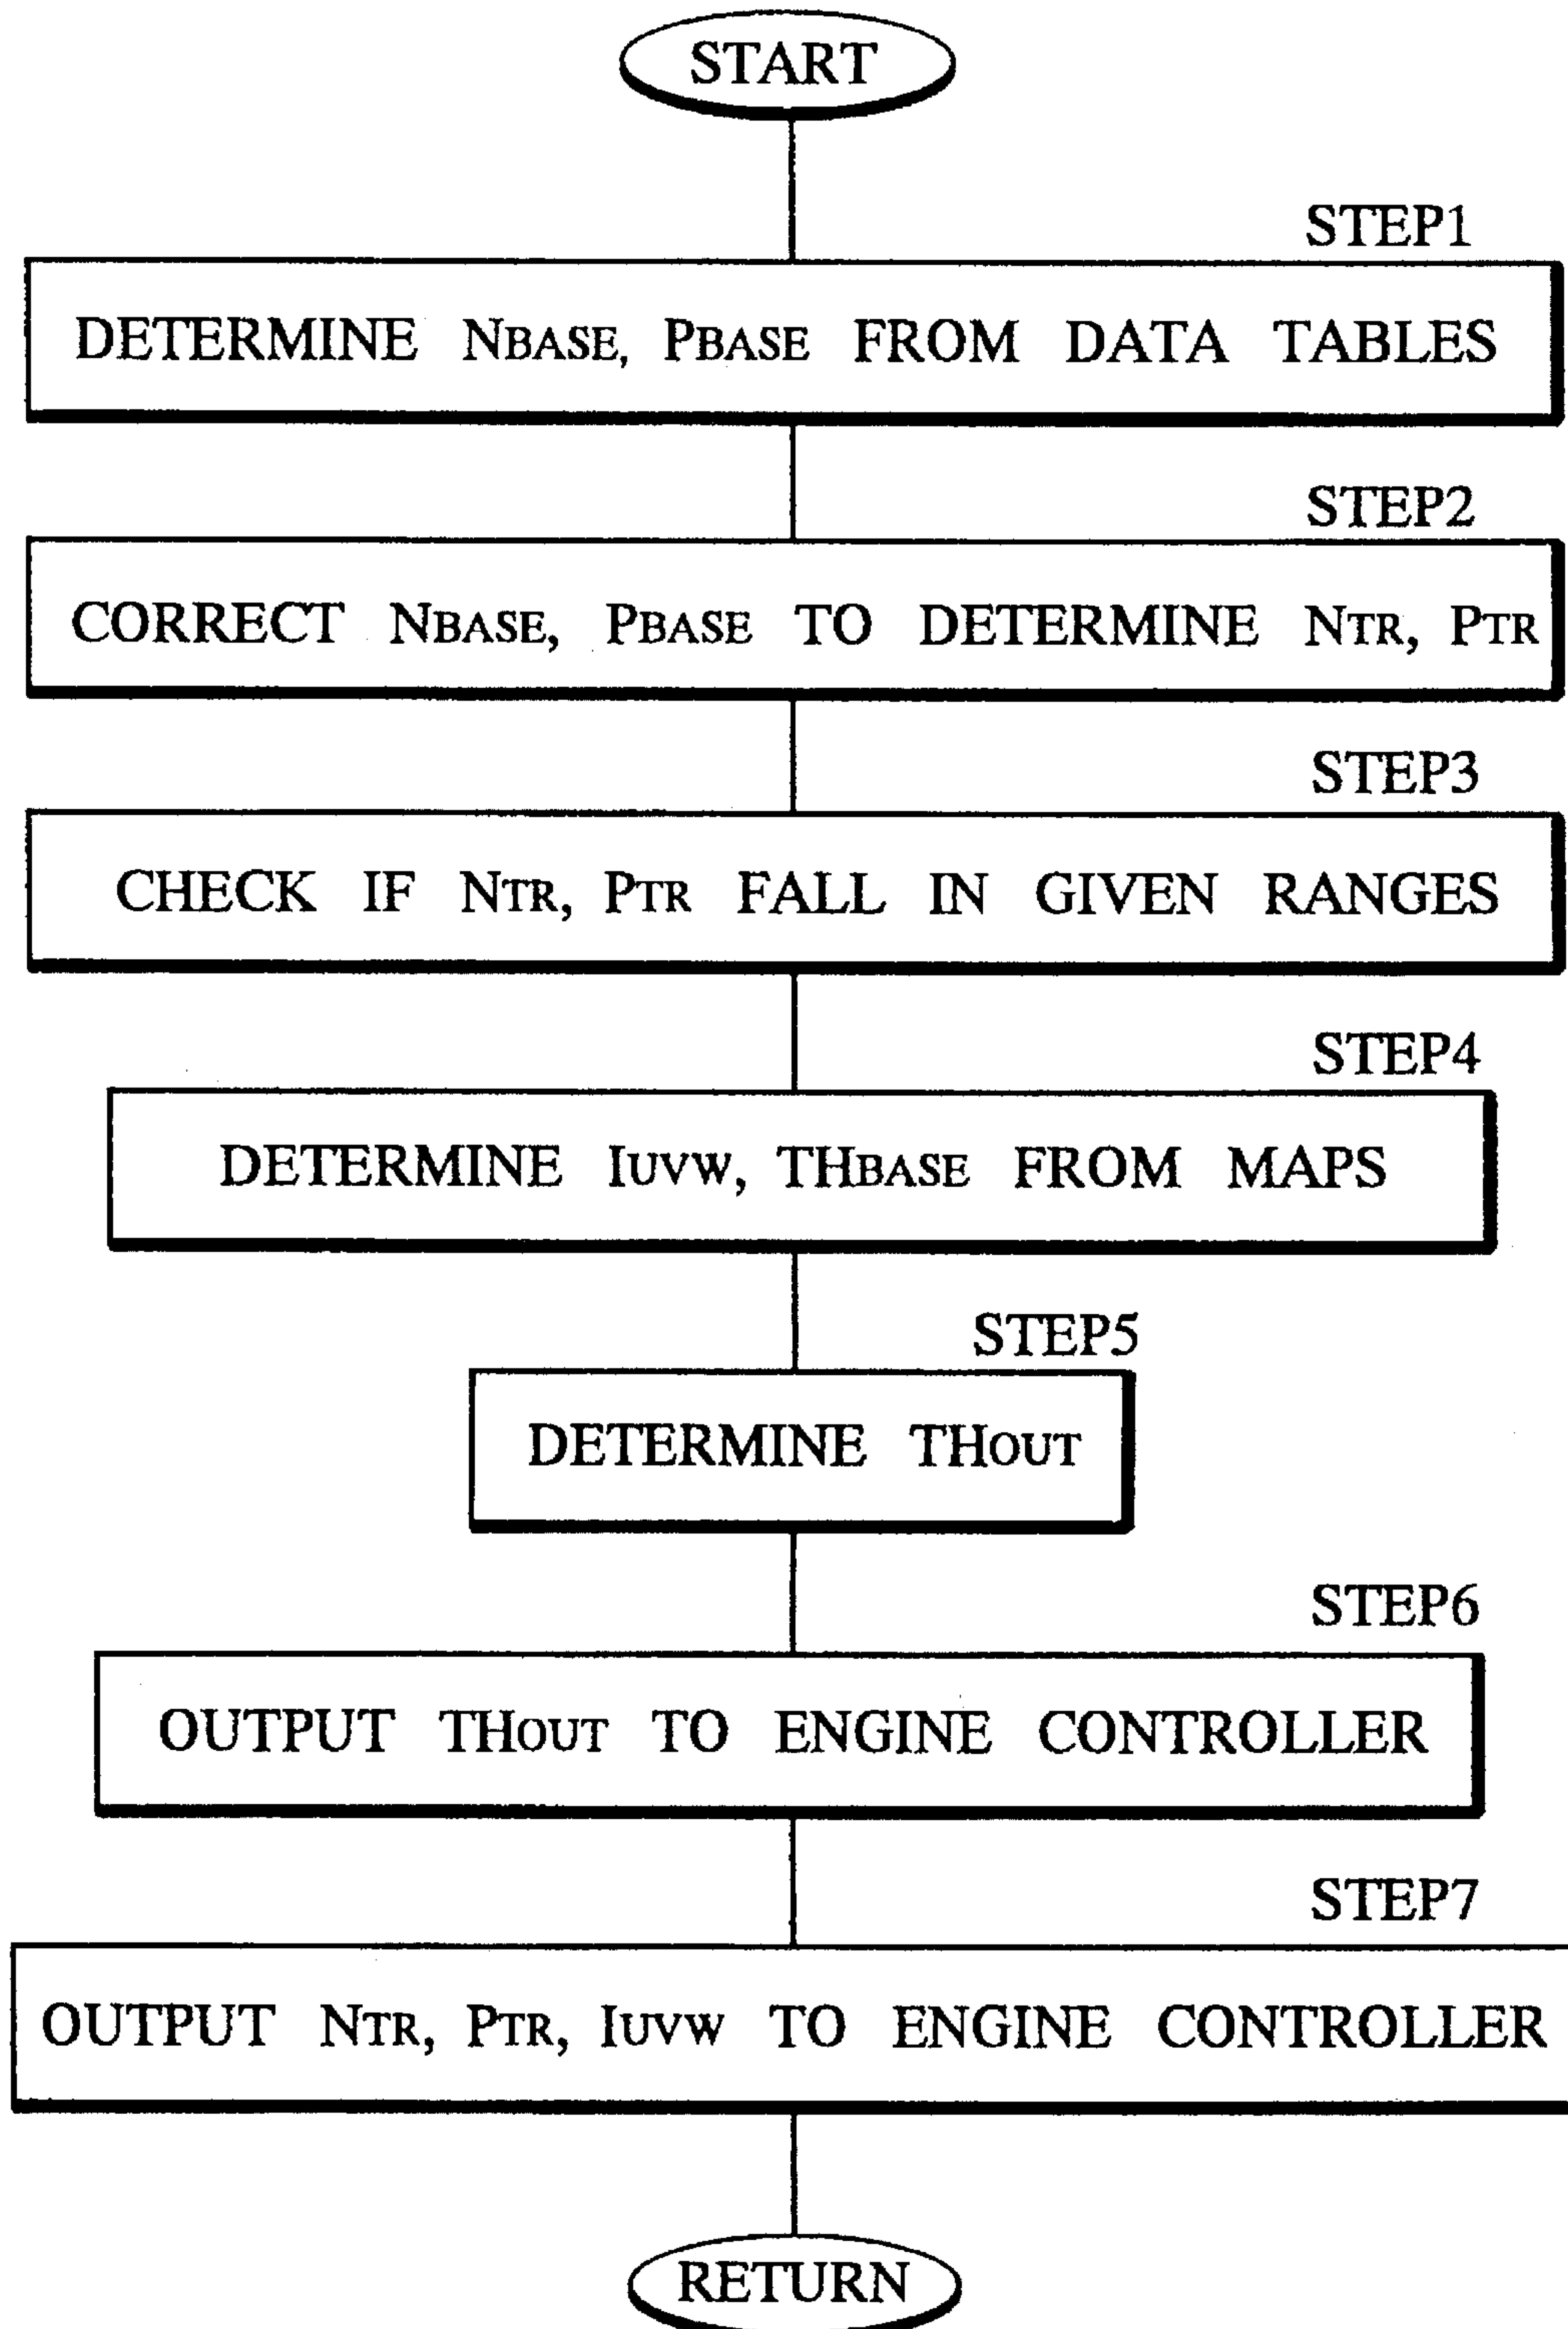 START
STEP1
DETERMINE NBASE, PBASE FROM DATA TABLES
STEP2
CORRECT NBASE, PBASE TO DETERMINE NTR, PTR
STEP3
CHECK IF NTR, PTR FALL IN GIVEN RANGES
STEP4
DETERMINE IUVW, THBASE FROM MAPS
STEP5
DETERMINE THOUT
STEP6
OUTPUT THOUT TO ENGINE CONTROLLER
STEP7
OUTPUT NTR, PTR, IUVW TO ENGINE CONTROLLER
RETURN